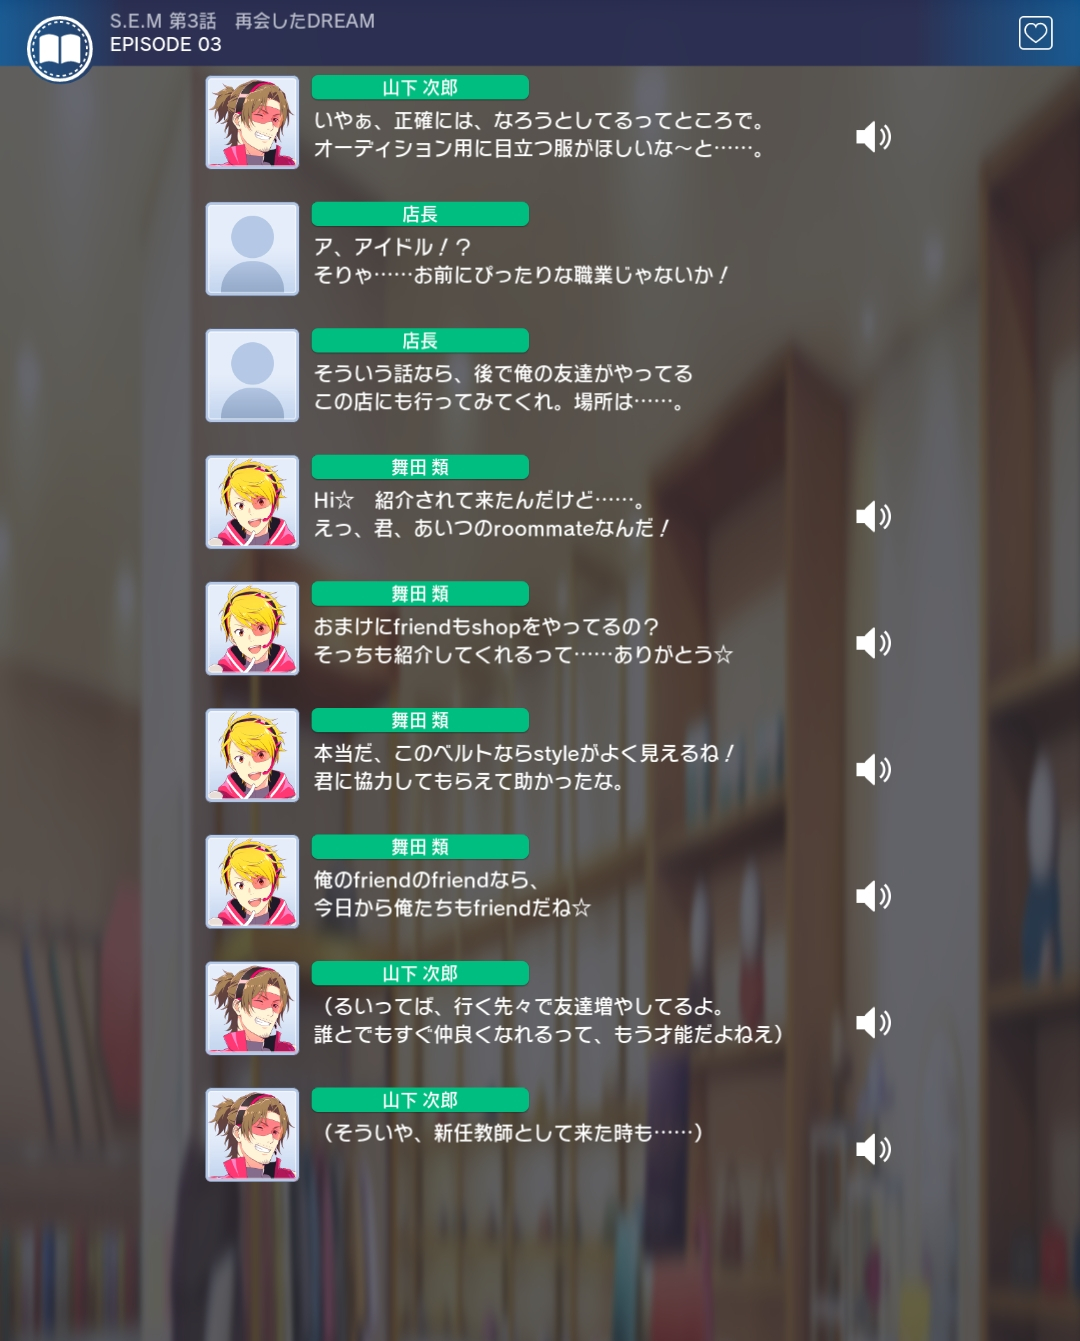 S.E.M 第3話　再会したDREAM
EPISODE 03
山下 次郎
いやぁ、正確には、なろうとしてるってところで。
オーディション用に目立つ服がほしいな～と……。
店長
ア、アイドル！？
そりゃ……お前にぴったりな職業じゃないか！
店長
そういう話なら、後で俺の友達がやってる
この店にも行ってみてくれ。場所は……。
舞田 類
Hi☆　紹介されて来たんだけど……。
えっ、君、あいつのroommateなんだ！
舞田 類
おまけにfriendもshopをやってるの？
そっちも紹介してくれるって……ありがとう☆
舞田 類
本当だ、このベルトならstyleがよく見えるね！
君に協力してもらえて助かったな。
舞田 類
俺のfriendのfriendなら、
今日から俺たちもfriendだね☆
山下 次郎
（るいってば、行く先々で友達増やしてるよ。
誰とでもすぐ仲良くなれるって、もう才能だよねえ）
山下 次郎
（そういや、新任教師として来た時も……）